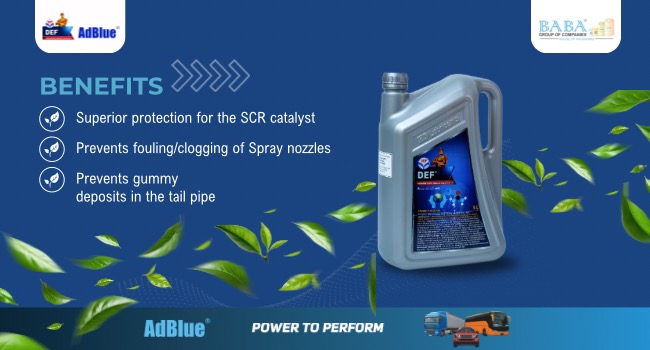 DEF
AdBlue®
BABA
GROUP OF COMPANIES
BENEFITS
Superior protection for the SCR catalyst
Prevents fouling/clogging of Spray nozzles
Prevents gummy
deposits in the tail pipe
DEF
AdBlue®
POWER TO PERFORM